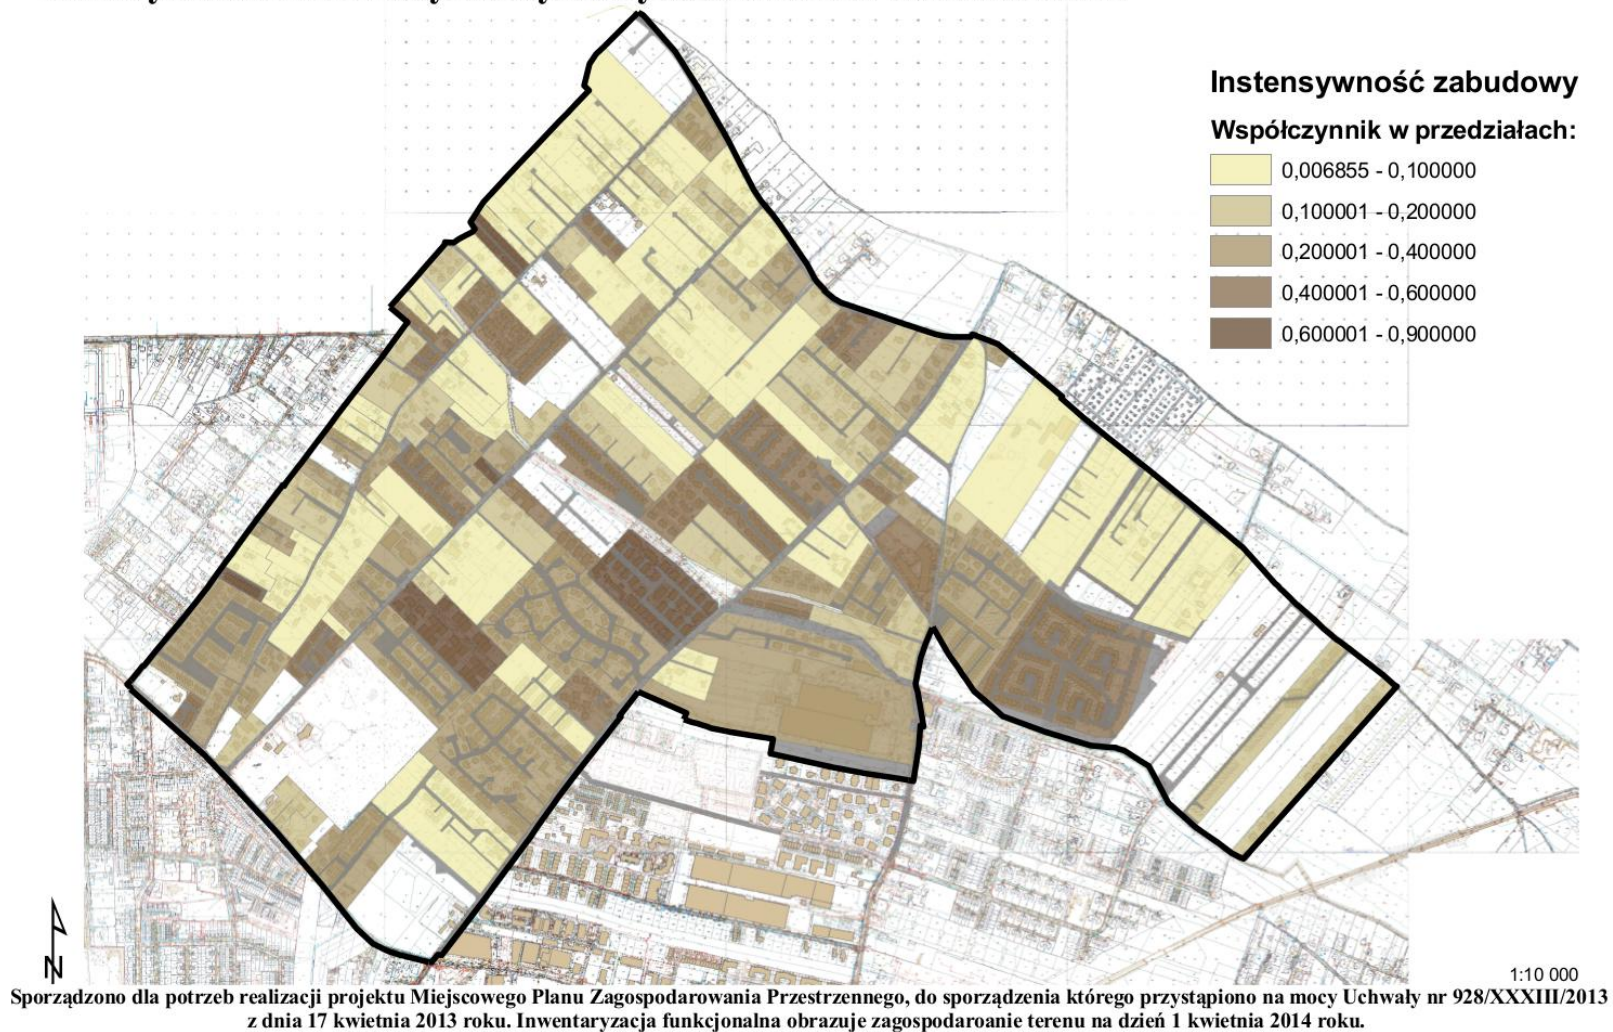 Instensywność zabudowy
Współczynnik w przedziałach:
0,006855 - 0,100000
0,100001 - 0,200000
0,200001 - 0,400000
0,400001 - 0,600000
0,600001 - 0,900000
N
1:10 000
Sporządzono dla potrzeb realizacji projektu Miejscowego Planu Zagospodarowania Przestrzennego, do sporządzenia którego przystąpiono na mocy Uchwały nr 928/XXXIII/2013
z dnia 17 kwietnia 2013 roku. Inwentaryzacja funkcjonalna obrazuje zagospodaroanie terenu na dzień 1 kwietnia 2014 roku.